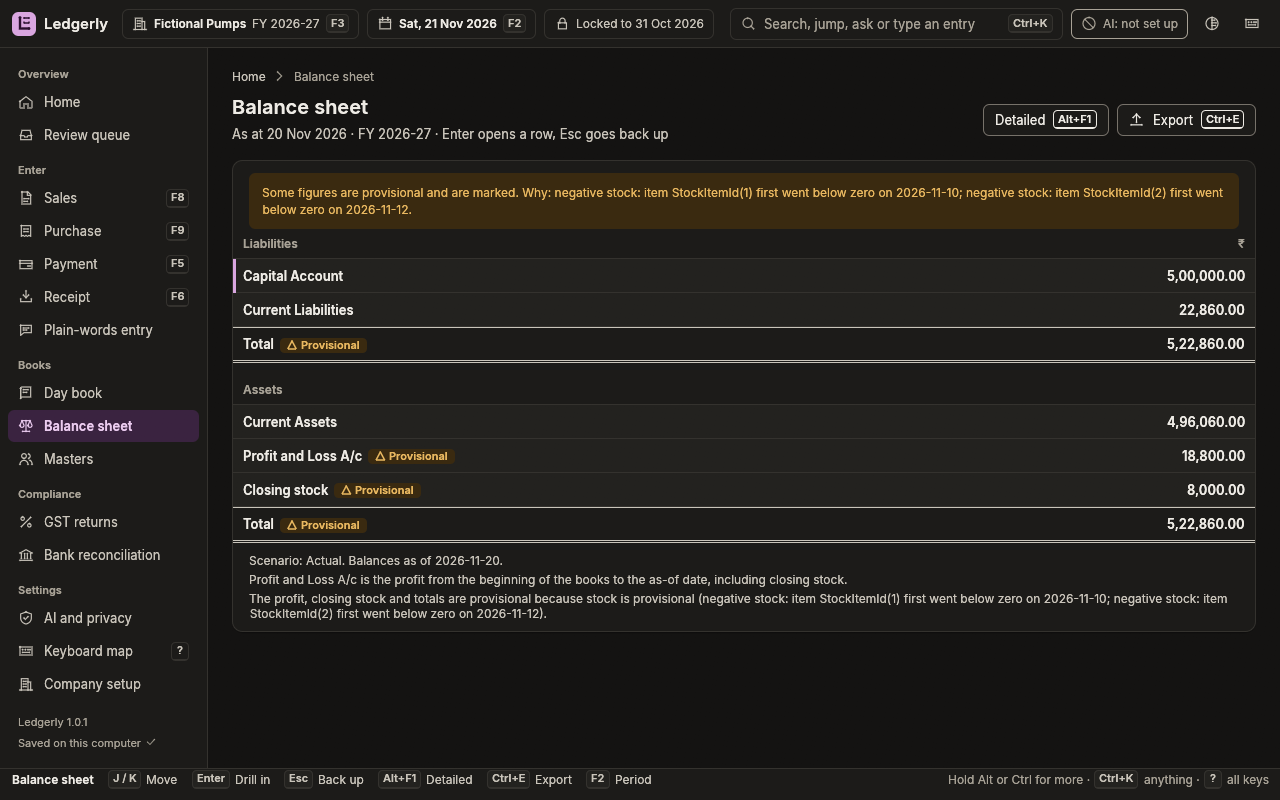 Ledgerly
Fictional Pumps FY 2026-27 F3
Sat, 21 Nov 2026 F2
Locked to 31 Oct 2026
Search, jump, ask or type an entry Ctrl+K
AI: not set up
Overview
Home
Review queue
Enter
Sales F8
Purchase F9
Payment F5
Receipt F6
Plain-words entry
Books
Day book
Balance sheet
Masters
Compliance
GST returns
Bank reconciliation
Settings
AI and privacy
Keyboard map ?
Company setup
Ledgerly 1.0.1
Saved on this computer
Home > Balance sheet
Balance sheet
As at 20 Nov 2026 · FY 2026-27 · Enter opens a row, Esc goes back up
Detailed Alt+F1
Export Ctrl+E
Some figures are provisional and are marked. Why: negative stock: item StockItemId(1) first went below zero on 2026-11-10; negative stock: item StockItemId(2) first went
below zero on 2026-11-12.
Liabilities ₹
Capital Account 5,00,000.00
Current Liabilities 22,860.00
Total Provisional 5,22,860.00
Assets
Current Assets 4,96,060.00
Profit and Loss A/c Provisional 18,800.00
Closing stock Provisional 8,000.00
Total Provisional 5,22,860.00
Scenario: Actual. Balances as of 2026-11-20.
Profit and Loss A/c is the profit from the beginning of the books to the as-of date, including closing stock.
The profit, closing stock and totals are provisional because stock is provisional (negative stock: item StockItemId(1) first went below zero on 2026-11-10; negative stock: item
StockItemId(2) first went below zero on 2026-11-12).
Balance sheet J / K Move Enter Drill in Esc Back up Alt+F1 Detailed Ctrl+E Export F2 Period
Hold Alt or Ctrl for more · Ctrl+K anything · ? all keys